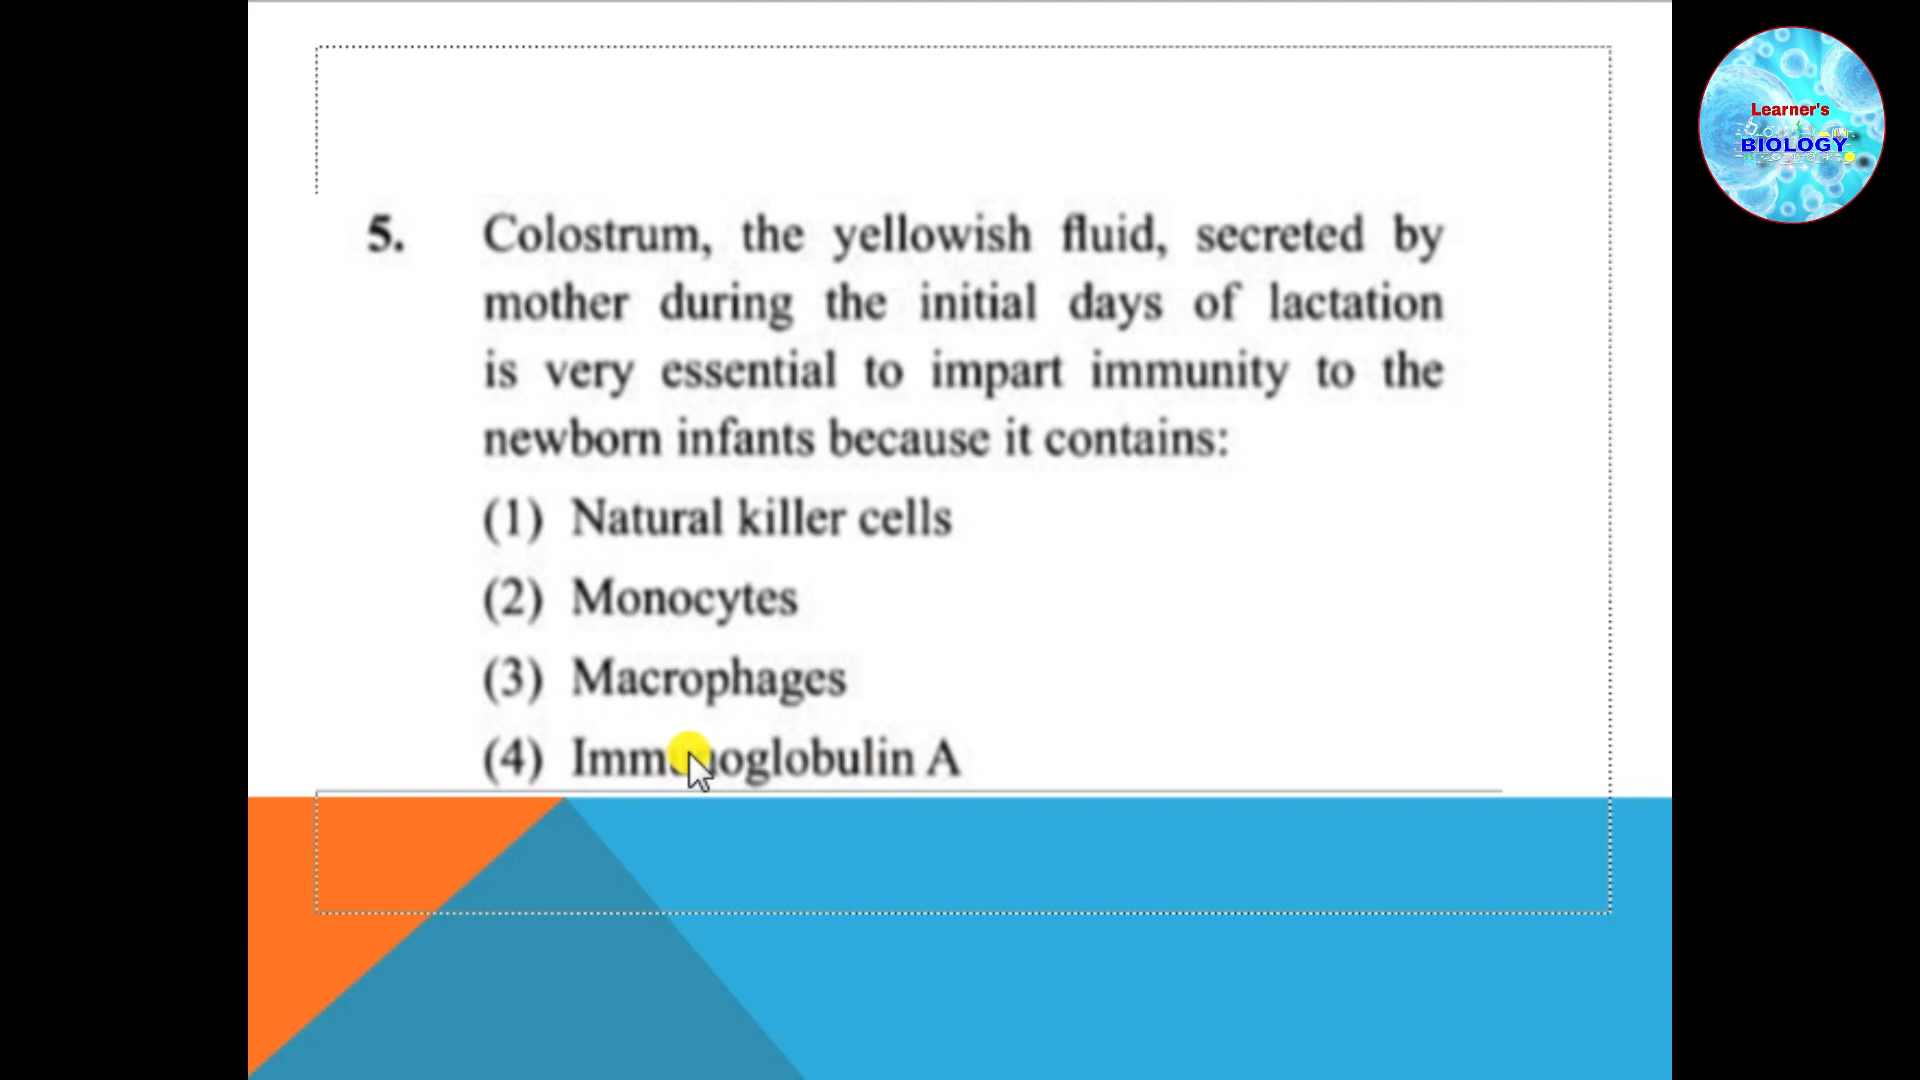 Learner's
BIOLOGY
5. Colostrum, the yellowish fluid, secreted by
mother during the initial days of lactation
is very essential to impart immunity to the
newborn infants because it contains:
(1) Natural killer cells
(2) Monocytes
(3) Macrophages
(4) Immunoglobulin A